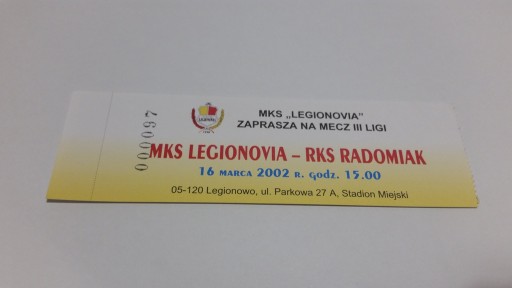 000097
MKS „LEGIONOVIA”
ZAPRASZA NA MECZ III LIGI
MKS LEGIONOVIA – RKS RADOMIAK
16 MARCA 2002 R. godz. 15.00
05-120 Legionowo, ul. Parkowa 27 A, Stadion Miejski